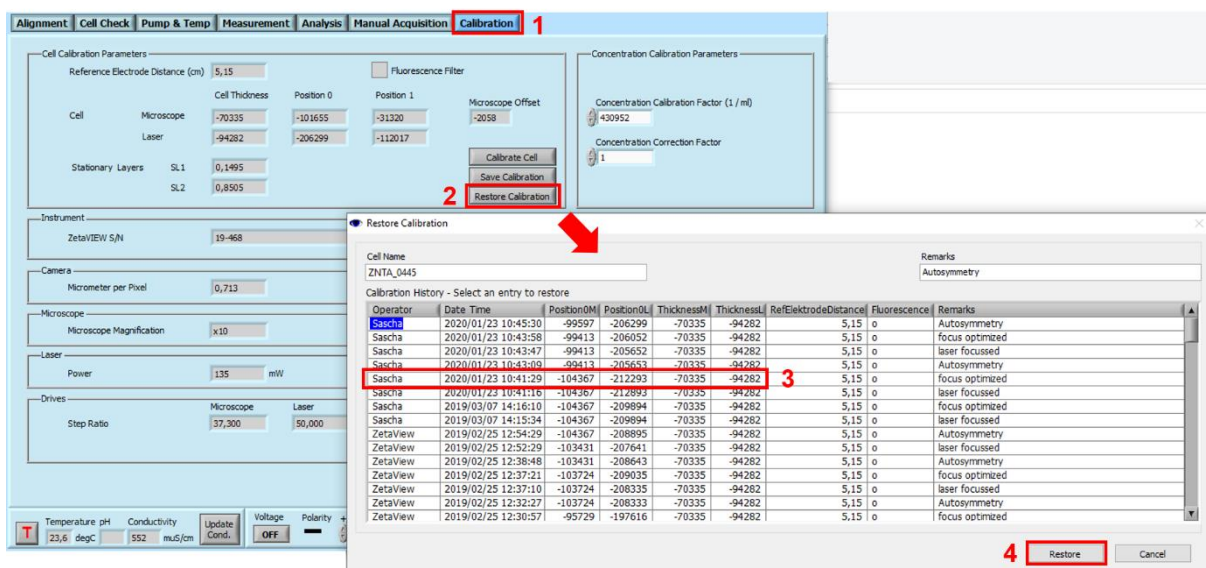 Alignment Cell Check Pump & Temp Measurement Analysis Manual Acquisition Calibration 1
Cell Calibration Parameters
Reference Electrode Distance (cm) 5,15 Fluorescence Filter
Cell Thickness Position 0 Position 1 Microscope Offset
Cell Microscope -70335 -101655 -31320 -2058
Laser -94282 -206299 -112017
Stationary Layers SL1 0,1495
SL2 0,8505
Calibrate Cell
Save Calibration
2 Restore Calibration
Concentration Calibration Parameters
Concentration Calibration Factor (1 / ml)
430952
Concentration Correction Factor
1
Instrument
ZetaVIEW S/N 19-468
Camera
Micrometer per Pixel 0,713
Microscope
Microscope Magnification x10
Laser
Power 135 mW
Drives
Microscope Laser
Step Ratio 37,300 50,000
T Temperature pH Conductivity Update Cond. Voltage Polarity +
23,6 degC 552 muS/cm OFF
Restore Calibration
Cell Name Remarks
ZNTA_0445 Autosymmetry
Calibration History - Select an entry to restore
Operator Date Time Position0M Position0L ThicknessM ThicknessL RefElektrodeDistance Fluorescence Remarks
Sascha 2020/01/23 10:45:30 -99597 -206299 -70335 -94282 5,15 o Autosymmetry
Sascha 2020/01/23 10:43:58 -99413 -206052 -70335 -94282 5,15 o focus optimized
Sascha 2020/01/23 10:43:47 -99413 -205652 -70335 -94282 5,15 o laser focussed
Sascha 2020/01/23 10:43:09 -99413 -205653 -70335 -94282 5,15 o Autosymmetry
Sascha 2020/01/23 10:41:29 -104367 -212293 -70335 -94282 3 5,15 o focus optimized
Sascha 2020/01/23 10:41:16 -104367 -212893 -70335 -94282 5,15 o laser focussed
Sascha 2019/03/07 14:16:10 -104367 -209894 -70335 -94282 5,15 o focus optimized
Sascha 2019/03/07 14:15:34 -104367 -209894 -70335 -94282 5,15 o laser focussed
ZetaView 2019/02/25 12:54:29 -104367 -208895 -70335 -94282 5,15 o Autosymmetry
ZetaView 2019/02/25 12:52:29 -103431 -207641 -70335 -94282 5,15 o laser focussed
ZetaView 2019/02/25 12:38:48 -103431 -208643 -70335 -94282 5,15 o Autosymmetry
ZetaView 2019/02/25 12:37:21 -103724 -209035 -70335 -94282 5,15 o focus optimized
ZetaView 2019/02/25 12:37:10 -103724 -208335 -70335 -94282 5,15 o laser focussed
ZetaView 2019/02/25 12:32:27 -103724 -208333 -70335 -94282 5,15 o Autosymmetry
ZetaView 2019/02/25 12:30:57 -95729 -197616 -70335 -94282 5,15 o focus optimized
4 Restore Cancel